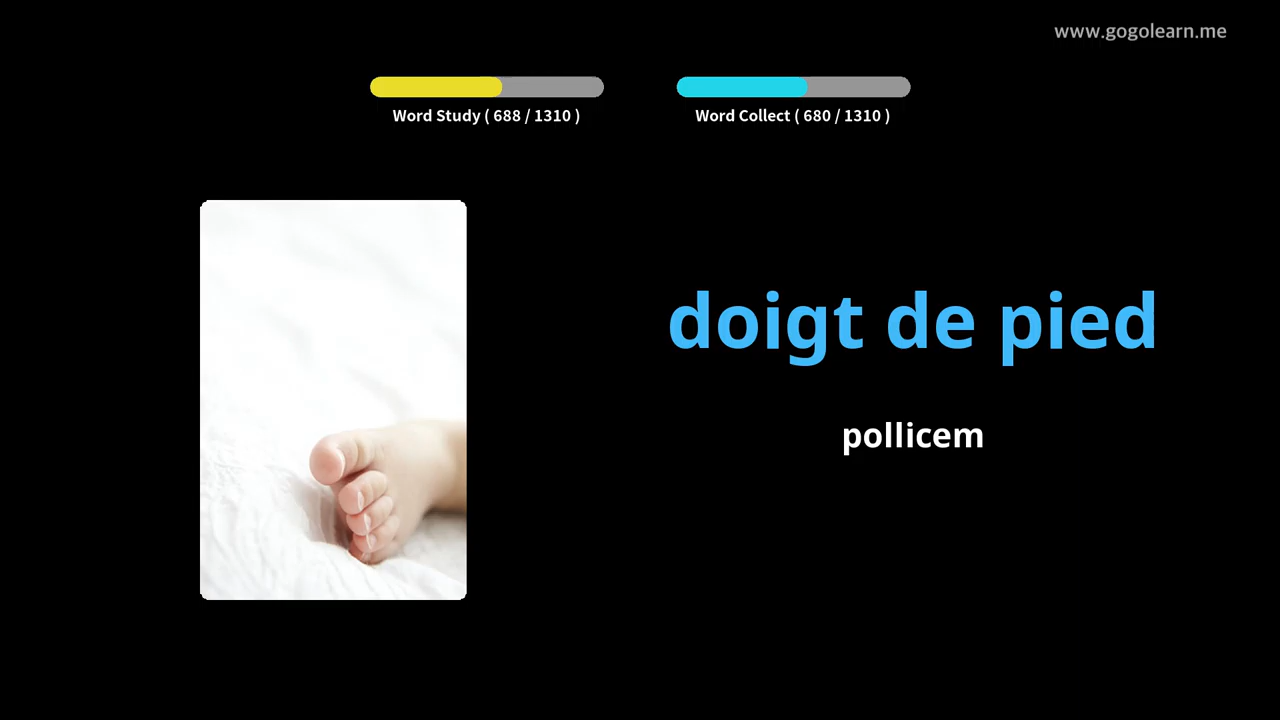 www.gogolearn.me
Word Study ( 688 / 1310 )
Word Collect ( 680 / 1310 )
doigt de pied
pollicem